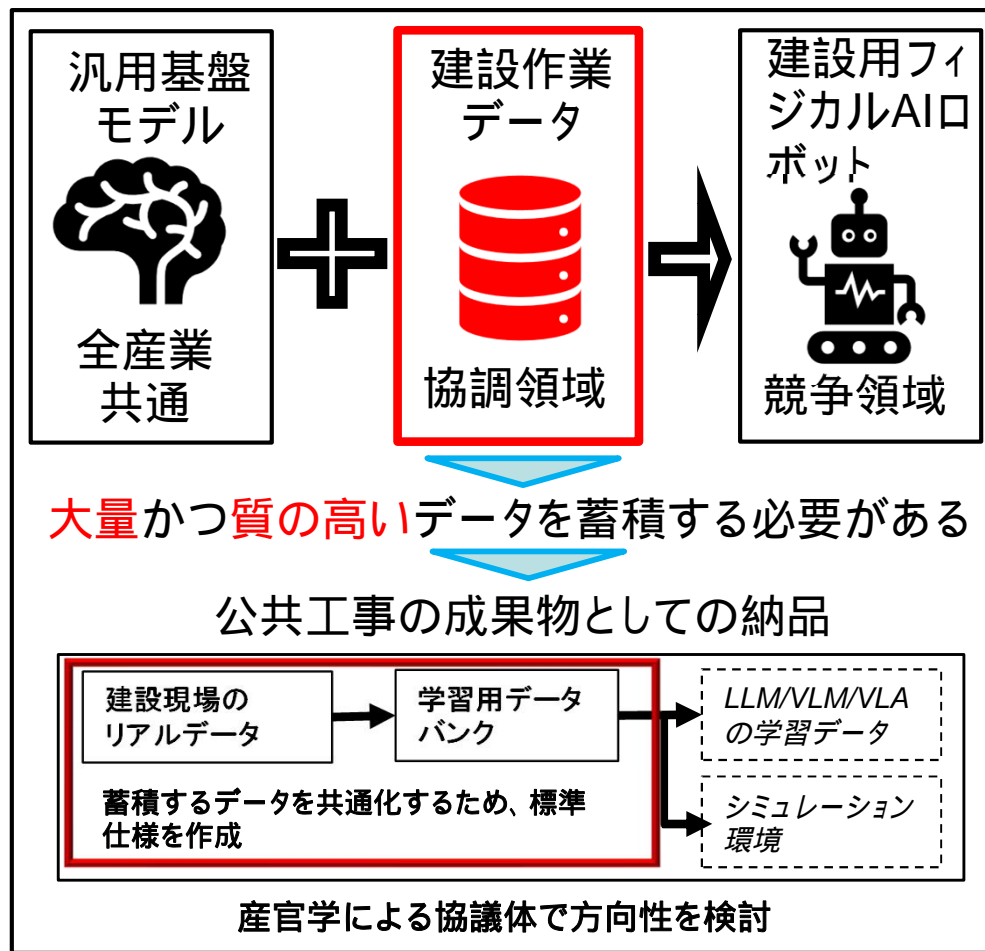 汎用基盤
モデル
全産業
共通
建設作業
データ
協調領域
建設用フィ
ジカルAIロ
ボット
競争領域
大量かつ質の高いデータを蓄積する必要がある
公共工事の成果物としての納品
建設現場の
リアルデータ
学習用データ
バンク
LLM/VLM/VLA
の学習データ
シミュレーション
環境
蓄積するデータを共通化するため、標準
仕様を作成
産官学による協議体で方向性を検討